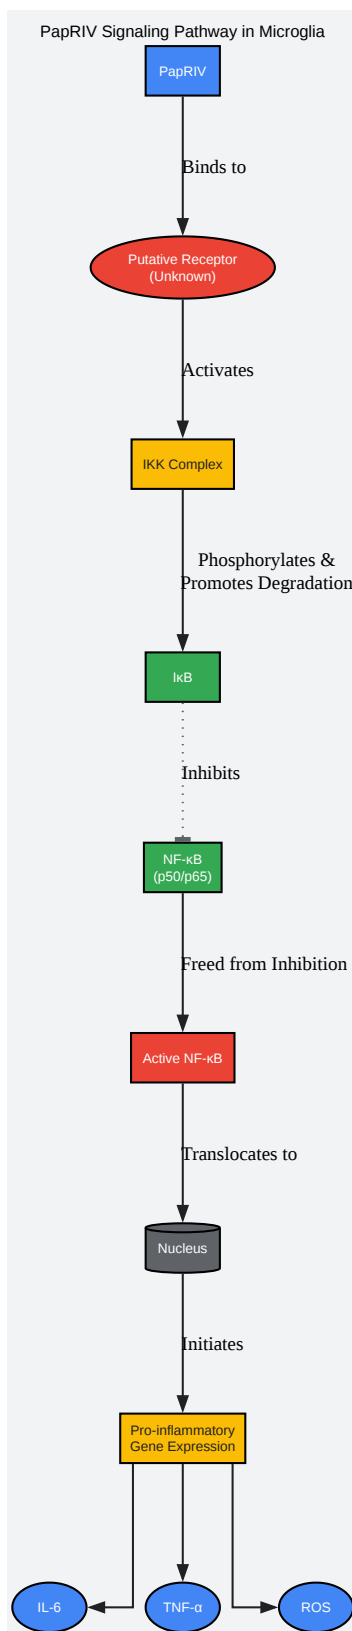 PapRIV Signaling Pathway in Microglia
PapRIV
Binds to
Putative Receptor
(Unknown)
Activates
IKK Complex
Phosphorylates &
Promotes Degradation
IκB
Inhibits
NF-κB
(p50/p65)
Freed from Inhibition
Active NF-κB
Translocates to
Nucleus
Initiates
Pro-inflammatory
Gene Expression
IL-6
TNF-α
ROS